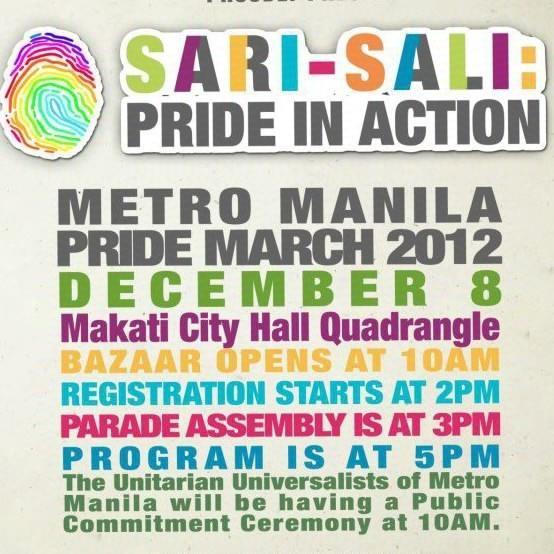 SARI-SALI:
PRIDE IN ACTION
METRO MANILA
PRIDE MARCH 2012
DECEMBER 8
Makati City Hall Quadrangle
BAZAAR OPENS AT 10AM
REGISTRATION STARTS AT 2PM
PARADE ASSEMBLY IS AT 3PM
PROGRAM IS AT 5PM
The Unitarian Universalists of Metro
Manila will be having a Public
Commitment Ceremony at 10AM.